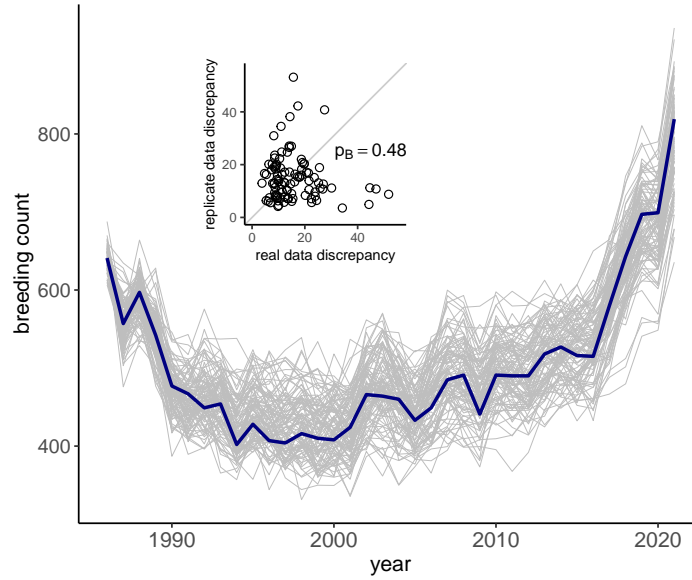 800
600
400
breeding count
1990
2000
2010
2020
year
40
20
0
replicate data discrepancy
0
20
40
real data discrepancy
pB = 0.48